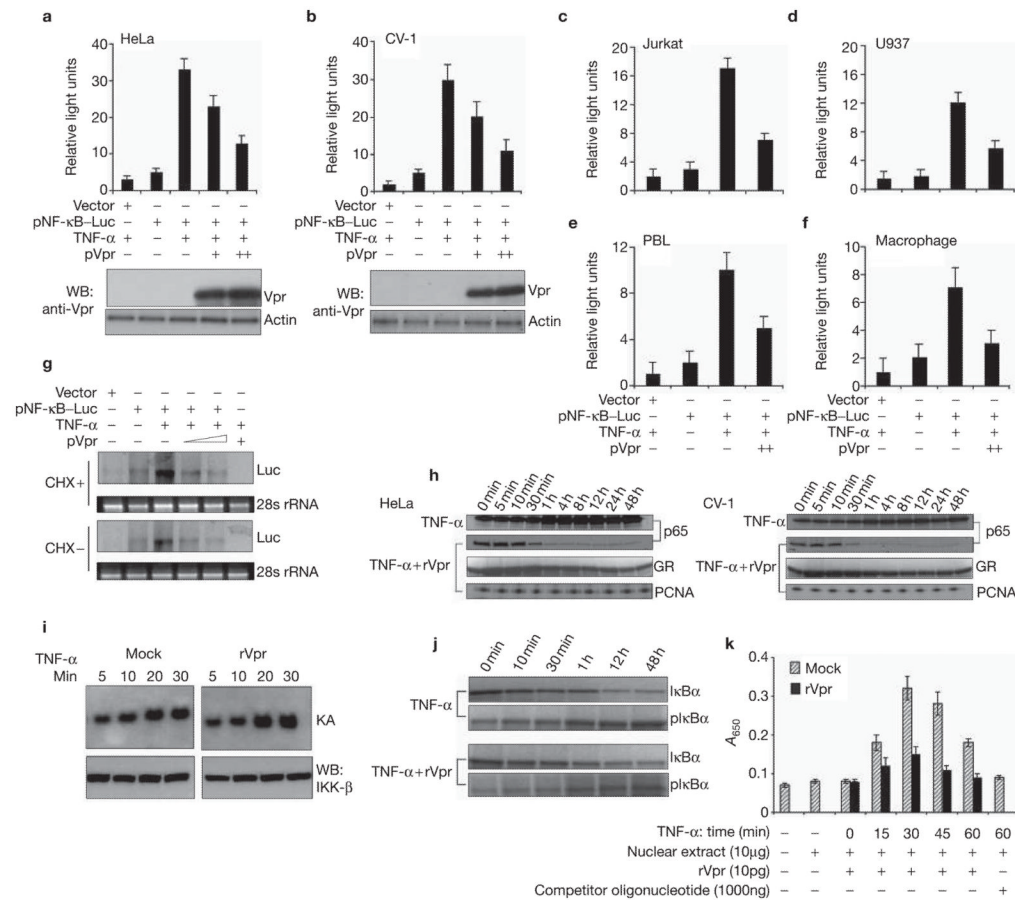 a
HeLa
Relative light units
40
30
20
10
0
Vector + − − − −
pNF-κB–Luc − + + + +
TNF-α − − + + +
pVpr − − − + ++
WB: anti-Vpr
Vpr
Actin
b
CV-1
Relative light units
40
30
20
10
0
Vector + − − − −
pNF-κB–Luc − + + + +
TNF-α + − + + +
pVpr − − − + ++
WB: anti-Vpr
Vpr
Actin
c
Jurkat
Relative light units
20
16
12
8
4
0
d
U937
Relative light units
20
16
12
8
4
0
e
PBL
Relative light units
12
8
4
0
Vector + − − −
pNF-κB–Luc − + + +
TNF-α + − + +
pVpr − − − ++
f
Macrophage
Relative light units
10
8
6
4
2
0
Vector + − − −
pNF-κB–Luc − + + +
TNF-α + − + +
pVpr − − − ++
g
Vector + − − − − −
pNF-κB–Luc − + + + + −
TNF-α − − + + + +
pVpr − − − +
CHX+
Luc
28s rRNA
CHX−
Luc
28s rRNA
h
HeLa
0 min 5 min 10 min 30 min 1 h 4 h 8 h 12 h 24 h 48 h
TNF-α
p65
TNF-α+rVpr
GR
PCNA
CV-1
0 min 5 min 10 min 30 min 1 h 4 h 8 h 12 h 24 h 48 h
TNF-α
p65
TNF-α+rVpr
GR
PCNA
i
Mock rVpr
TNF-α
Min 5 10 20 30 5 10 20 30
KA
WB: IKK-β
j
0 min 10 min 30 min 1 h 12 h 48 h
TNF-α
IκBα
pIκBα
TNF-α+rVpr
IκBα
pIκBα
k
Mock
rVpr
A650
0.4
0.3
0.2
0.1
0
TNF-α: time (min) − − 0 15 30 45 60 60
Nuclear extract (10μg) − + + + + + + +
rVpr (10pg) − − + + + + + −
Competitor oligonucleotide (1000ng) − − − − − − − +